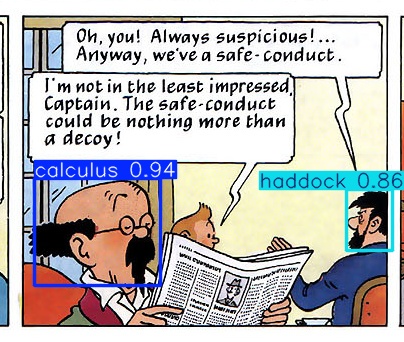 Oh, you! Always suspicious!...
Anyway, we've a safe-conduct.
I'm not in the least impressed,
Captain. The safe-conduct
could be nothing more than
a decoy!
calculus 0.94
haddock 0.86